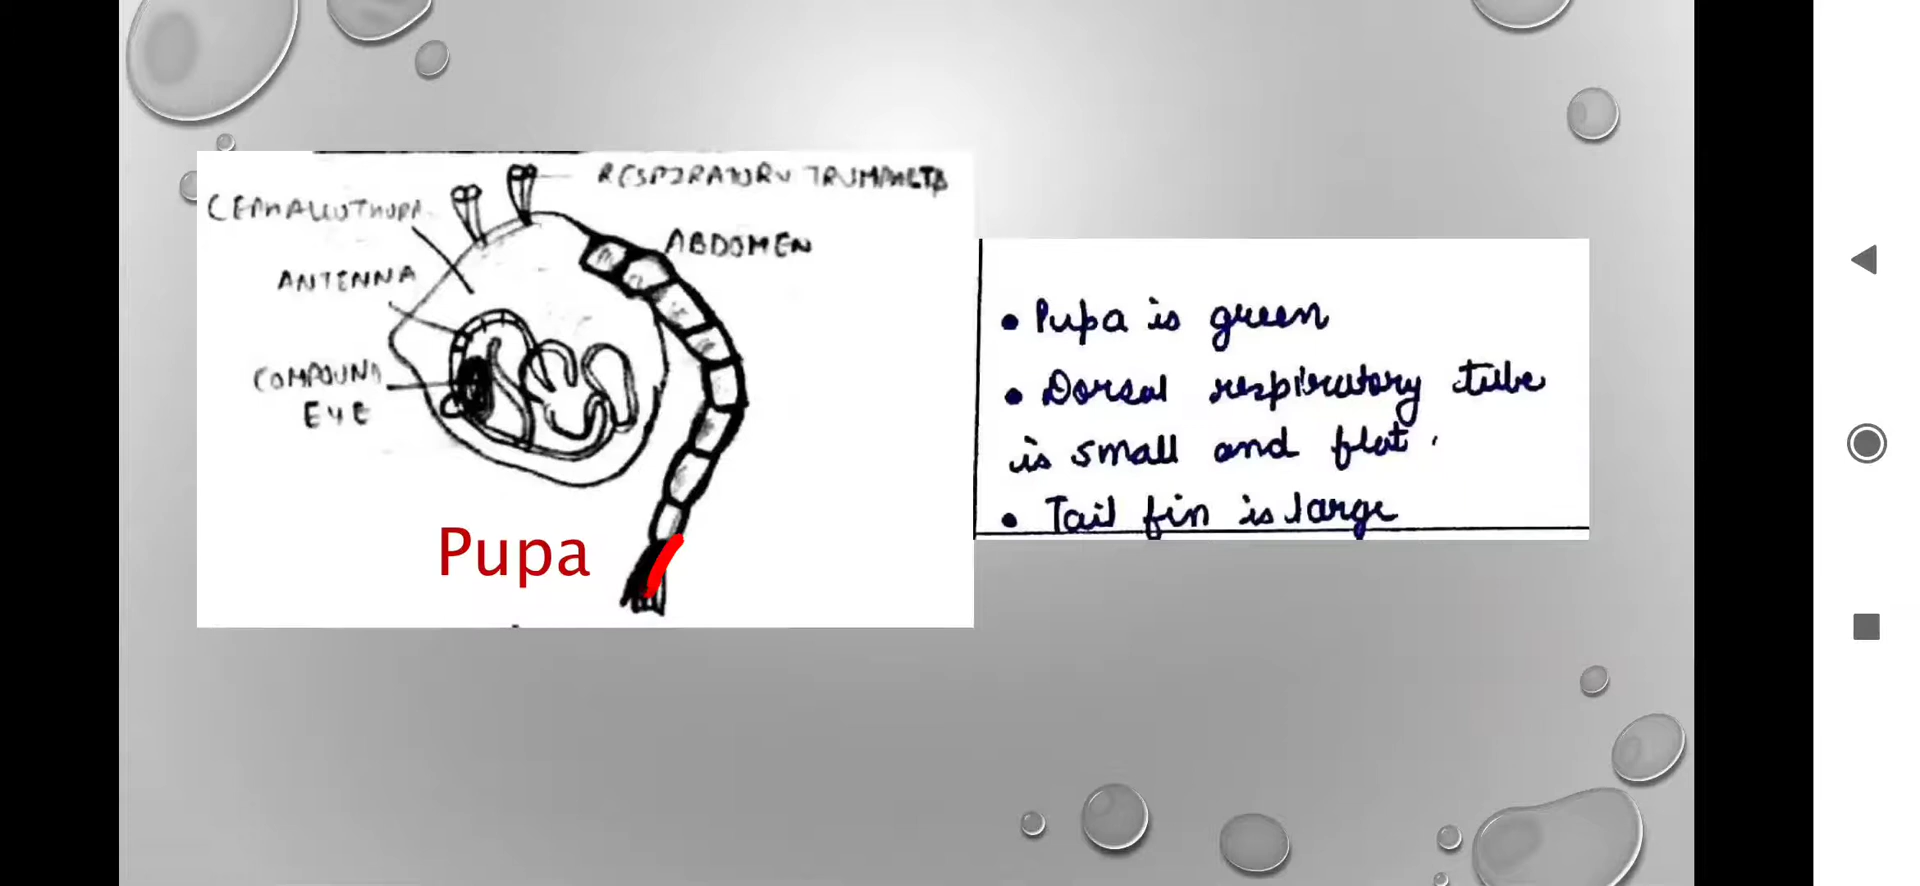 RESPIRATORY TRUMPETS
ABDOMEN
ANTENNA
COMPOUND
EYE
Pupa
• Pupa is green
• Dorsal respiratory tube
is small and flat.
• Tail fin is large